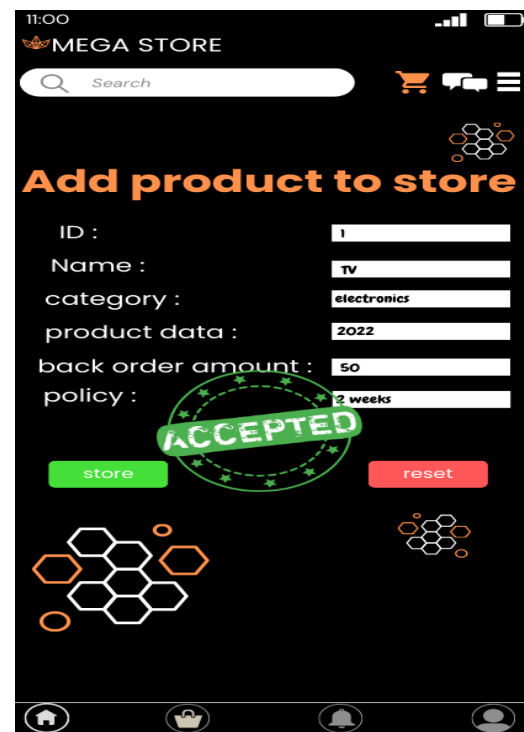 11:00
MEGA STORE
Search
Add product to store
ID : 1
Name : TV
category : electronics
product data : 2022
back order amount : 50
policy : 2 weeks
ACCEPTED
store reset